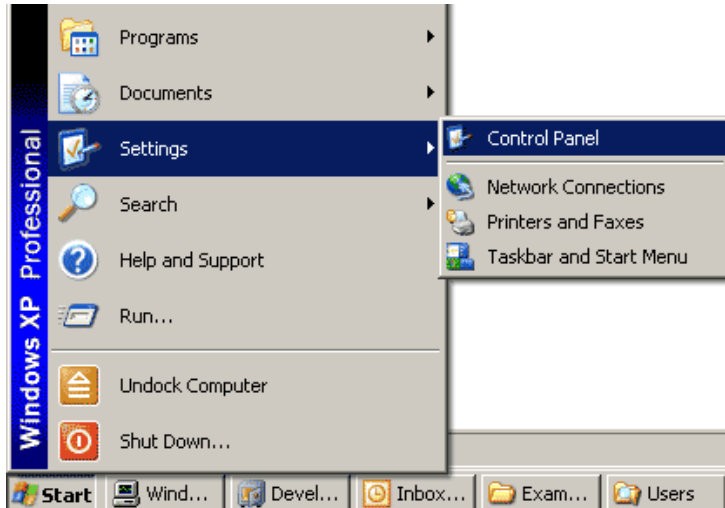 Programs
Documents
Settings
Search
Help and Support
Run...
Undock Computer
Shut Down...
Windows XP Professional
Control Panel
Network Connections
Printers and Faxes
Taskbar and Start Menu
Start Wind... Devel... Inbox... Exam... Users